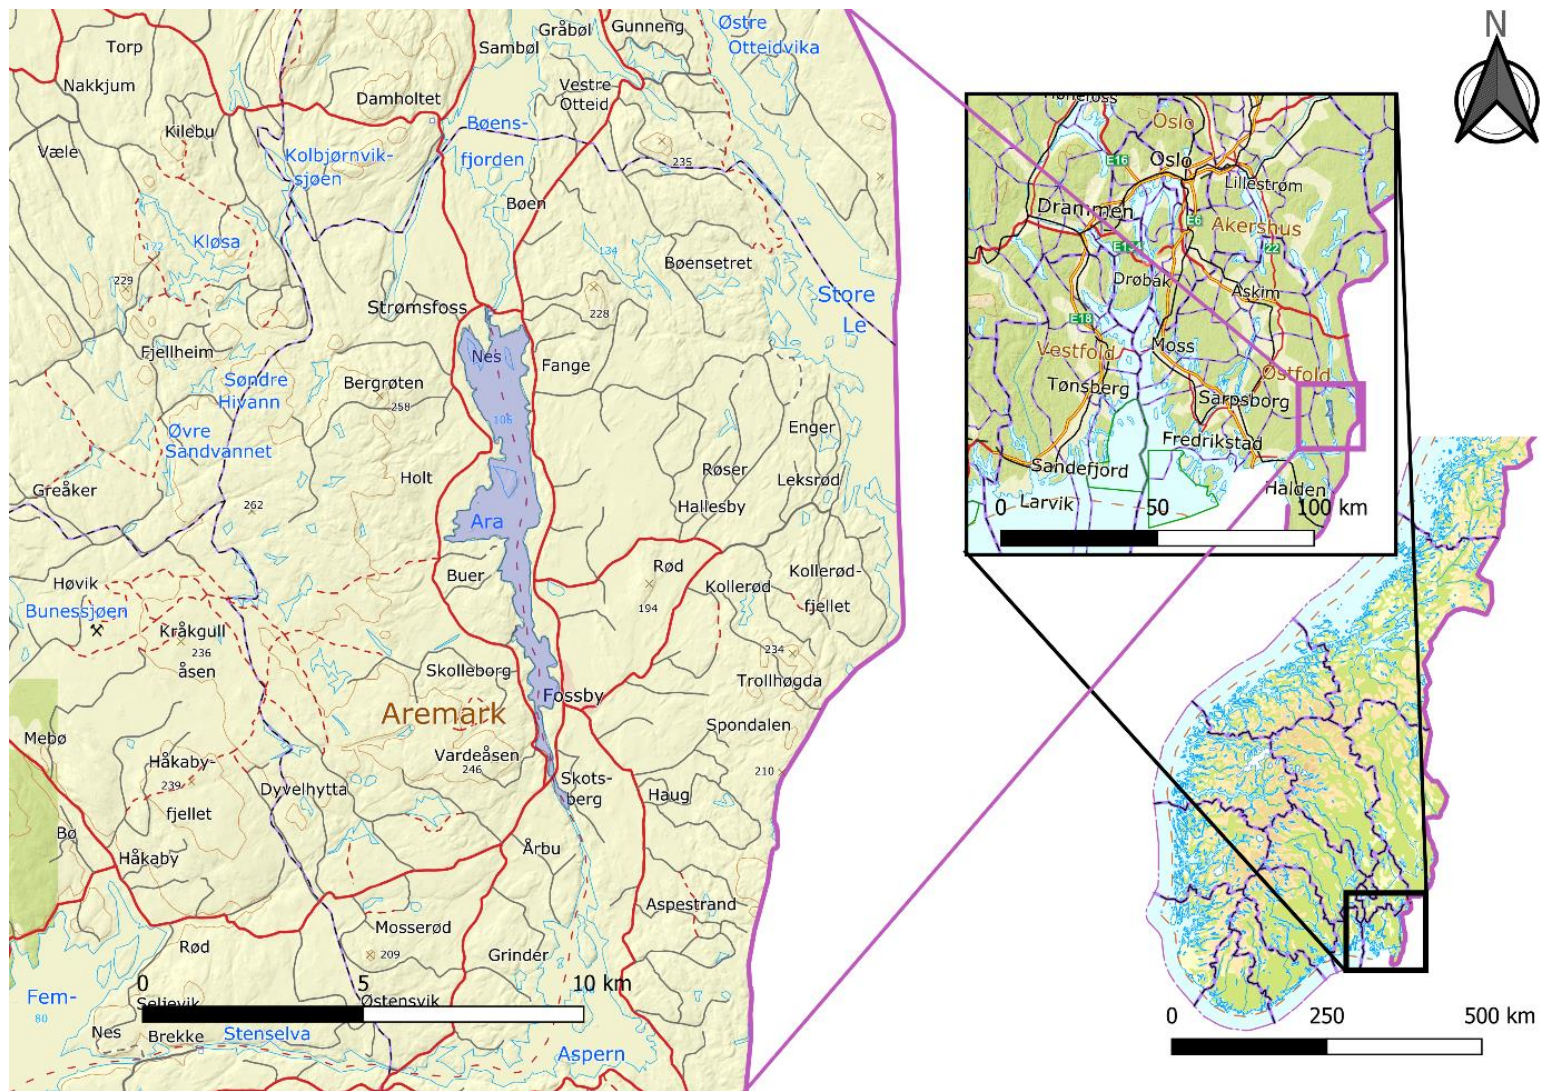 Torp
Nakkjum
Væle
Kilebu
Damholtet
Sambøl
Gråbøl
Gunneng
Østre
Otteidvika
Vestre
Otteid
Bøens-
fjorden
Kolbjørnvik-
sjøen
235
Bøen
Kløsa
172
134
Bøensetret
229
Strømsfoss
228
Store
Le
Fjellheim
Nes
Fange
Søndre
Hivann
Bergrøten
258
106
Øvre
Sandvannet
Enger
Holt
Røser
Leksrød
Greåker
262
Hallesby
Ara
Høvik
Buer
Rød
Kollerød
Kollerød-
fjellet
Bunessjøen
194
Kråkgull
236
åsen
234
Skolleborg
Trollhøgda
Fossby
Aremark
Spondalen
Mebø
Vardeåsen
246
Håkaby-
239
fjellet
210
Dyvelhytta
Skots-
berg
Haug
Bø
Håkaby
Årbu
Aspestrand
Mosserød
Rød
209
Grinder
0
5
10 km
Fem-
80
Seljevik
Østensvik
Nes
Brekke
Stenselva
Aspern
N
Hønefoss
Oslo
E16
Oslo
Lillestrøm
Drammen
E6
Akershus
E134
22
Drøbak
Askim
E18
Vestfold
Moss
Østfold
Tønsberg
Sarpsborg
Fredrikstad
Sandefjord
Halden
Larvik
0
50
100 km
0
250
500 km